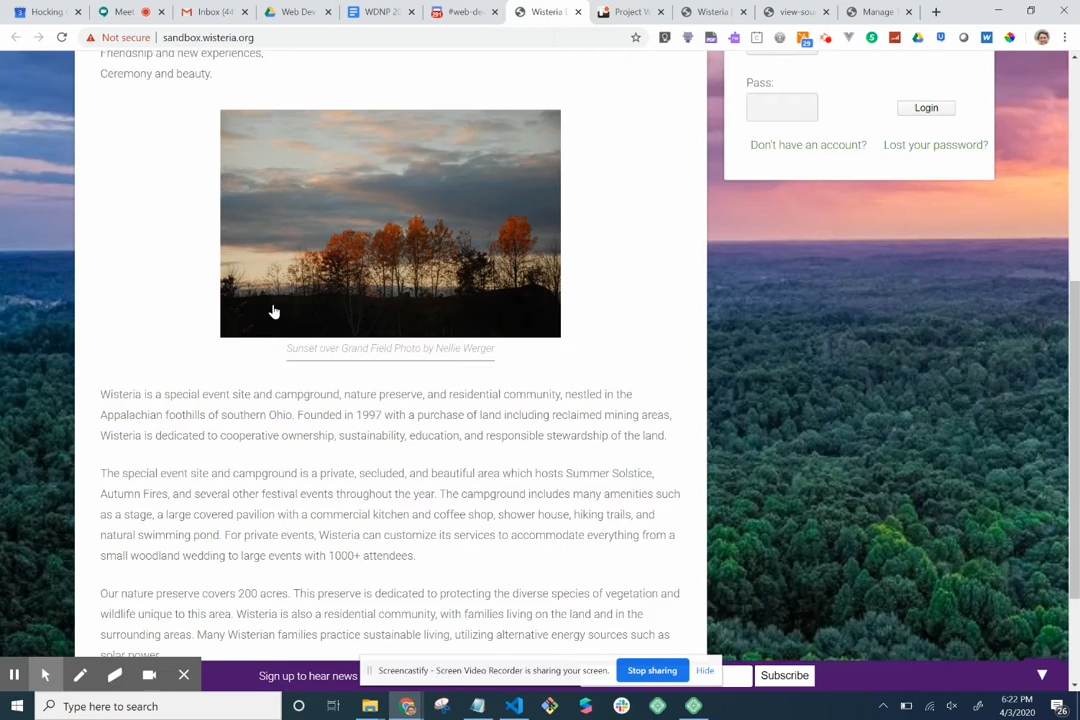 Hocking C
Meet
Inbox (44
Web Dev
WDNP 20
#web-de
Wisteria E
Project W
Wisteria
view-sou
Manage T
Not secure | sandbox.wisteria.org
Friendship and new experiences,
Ceremony and beauty.
Pass:
Login
Don't have an account?
Lost your password?
Sunset over Grand Field Photo by Nellie Werger
Wisteria is a special event site and campground, nature preserve, and residential community, nestled in the
Appalachian foothills of southern Ohio. Founded in 1997 with a purchase of land including reclaimed mining areas,
Wisteria is dedicated to cooperative ownership, sustainability, education, and responsible stewardship of the land.
The special event site and campground is a private, secluded, and beautiful area which hosts Summer Solstice,
Autumn Fires, and several other festival events throughout the year. The campground includes many amenities such
as a stage, a large covered pavilion with a commercial kitchen and coffee shop, shower house, hiking trails, and
natural swimming pond. For private events, Wisteria can customize its services to accommodate everything from a
small woodland wedding to large events with 1000+ attendees.
Our nature preserve covers 200 acres. This preserve is dedicated to protecting the diverse species of vegetation and
wildlife unique to this area. Wisteria is also a residential community, with families living on the land and in the
surrounding areas. Many Wisterian families practice sustainable living, utilizing alternative energy sources such as
solar power.
Sign up to hear news
Screencastify - Screen Video Recorder is sharing your screen.
Stop sharing
Hide
Subscribe
Type here to search
6:22 PM
4/3/2020
26